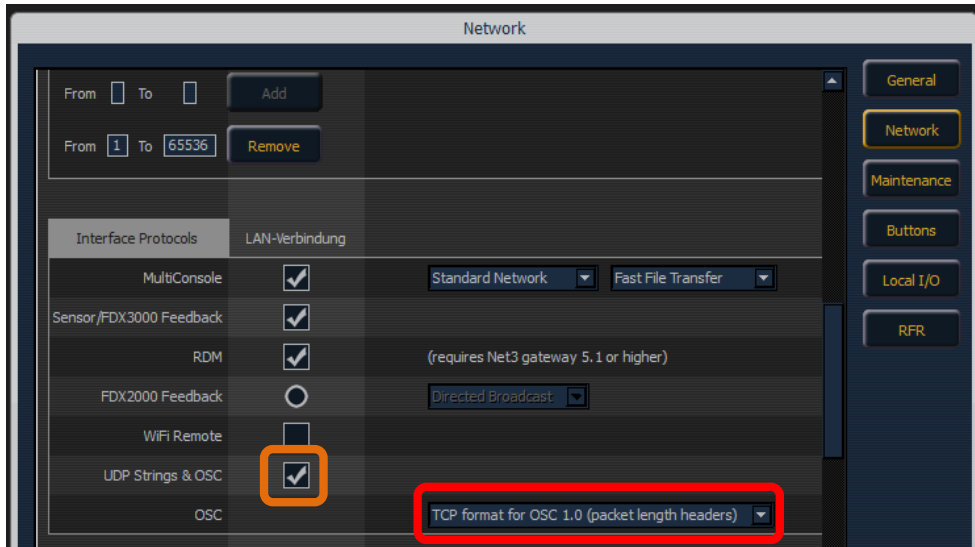 Network
From To Add
From 1 To 65536 Remove
Interface Protocols LAN-Verbindung
MultiConsole Standard Network Fast File Transfer
Sensor/FDX3000 Feedback
RDM (requires Net3 gateway 5.1 or higher)
FDX2000 Feedback Directed Broadcast
WiFi Remote
UDP Strings & OSC
OSC TCP format for OSC 1.0 (packet length headers)
General
Network
Maintenance
Buttons
Local I/O
RFR